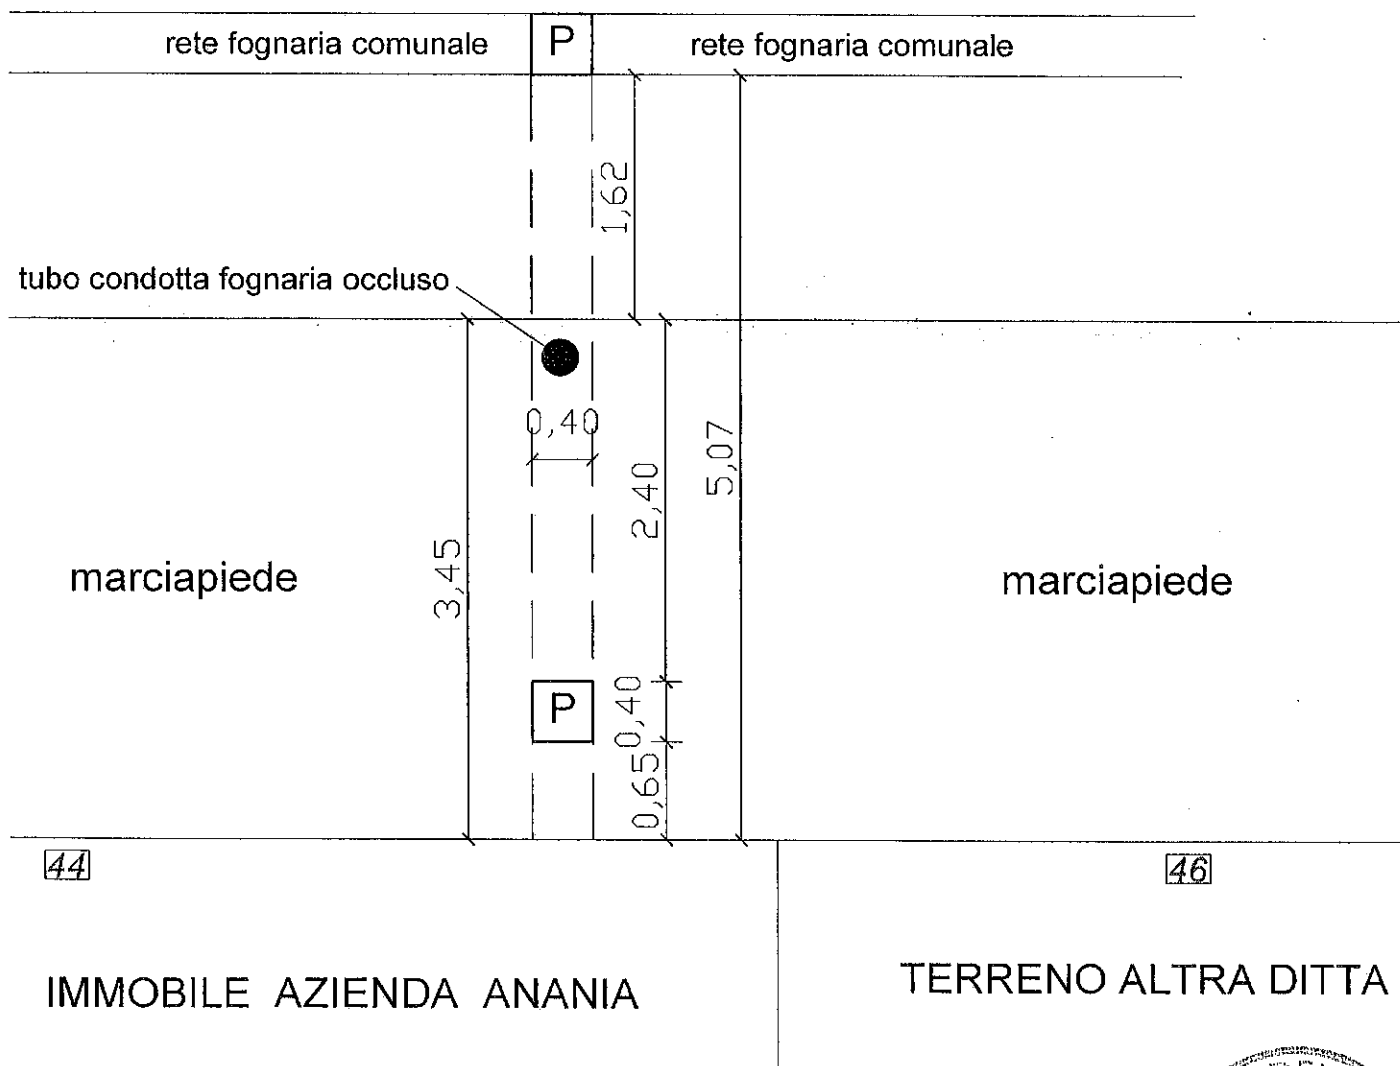 rete fognaria comunale
P
rete fognaria comunale
1,62
tubo condotta fognaria occluso
0,40
2,40
5,07
3,45
marciapiede
marciapiede
P
0,40
0,65
44
46
IMMOBILE AZIENDA ANANIA
TERRENO ALTRA DITTA